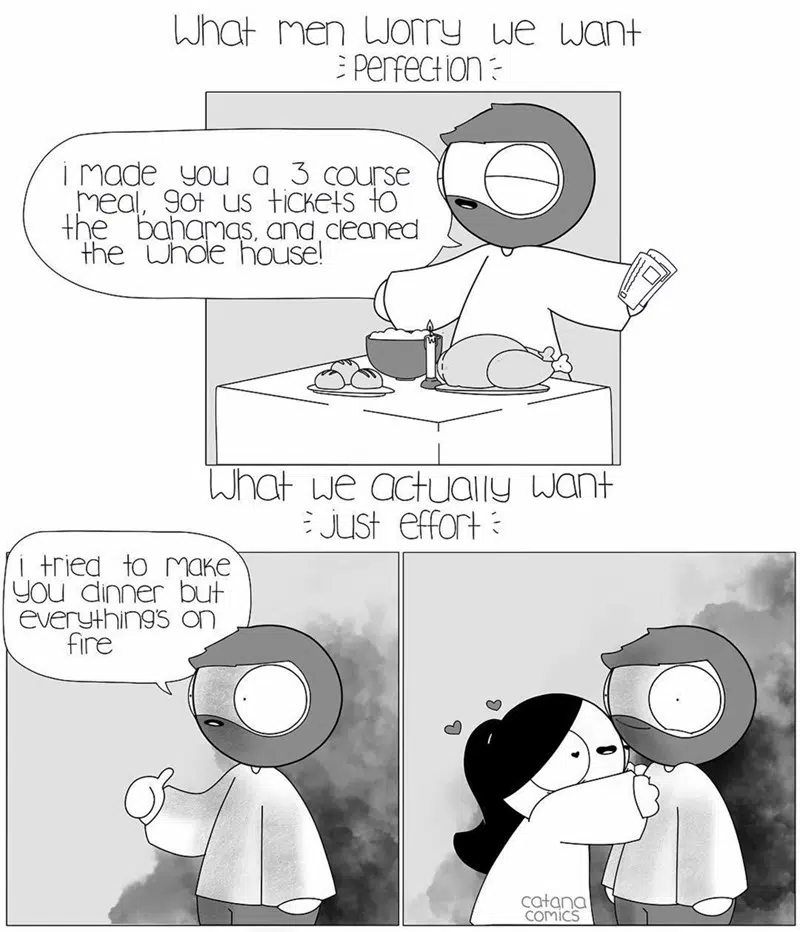 What men worry we want
Perfection
i made you a 3 course
meal, got us tickets to
the bahamas, and cleaned
the whole house!
What we actually want
just effort
i tried to make
you dinner but
everything's on
fire
catana
comics